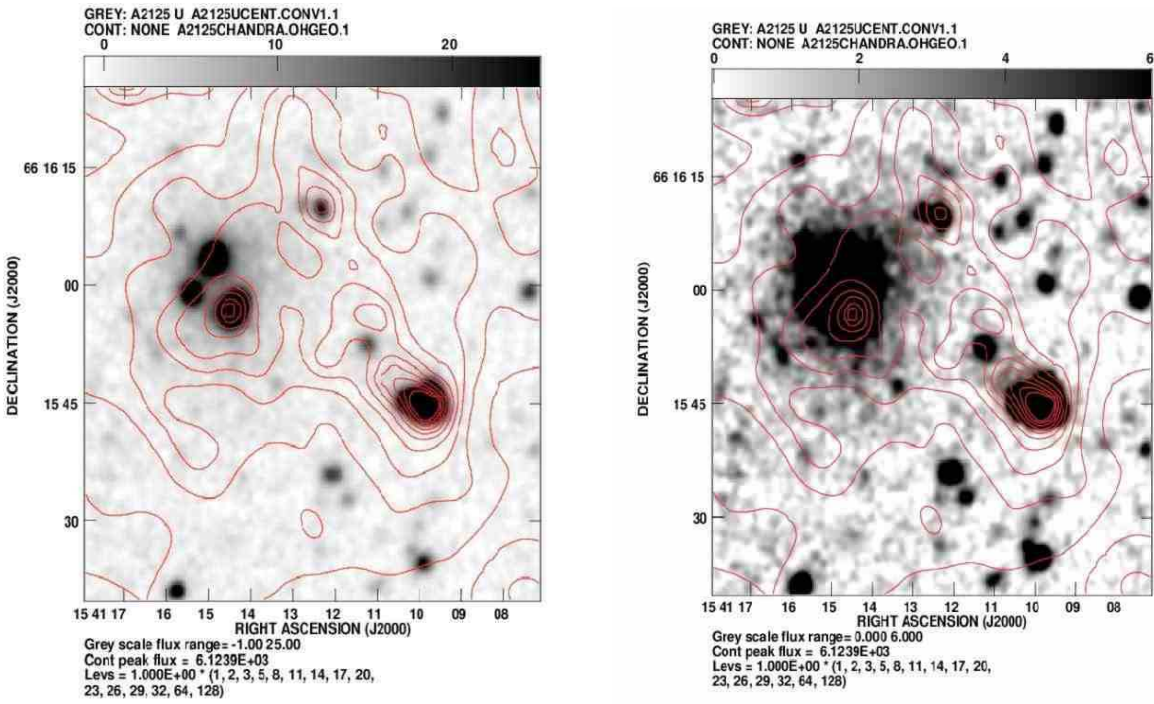 GREY: A2125 U A2125UCENT.CONV1.1
CONT: NONE A2125CHANDRA.OHGEO.1
0 10 20
66 16 15
00
15 45
30
DECLINATION (J2000)
15 41 17 16 15 14 13 12 11 10 09 08
RIGHT ASCENSION (J2000)
Grey scale flux range= -1.00 25.00
Cont peak flux = 6.1239E+03
Levs = 1.000E+00 * (1, 2, 3, 5, 8, 11, 14, 17, 20,
23, 26, 29, 32, 64, 128)
GREY: A2125 U A2125UCENT.CONV1.1
CONT: NONE A2125CHANDRA.OHGEO.1
0 2 4 6
66 16 15
00
15 45
30
DECLINATION (J2000)
15 41 17 16 15 14 13 12 11 10 09 08
RIGHT ASCENSION (J2000)
Grey scale flux range= 0.000 6.000
Cont peak flux = 6.1239E+03
Levs = 1.000E+00 * (1, 2, 3, 5, 8, 11, 14, 17, 20,
23, 26, 29, 32, 64, 128)